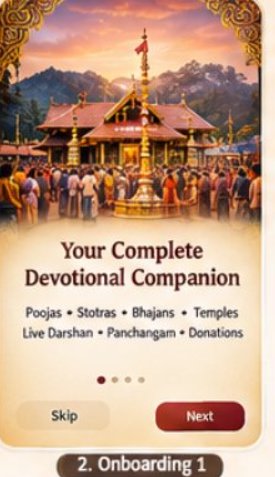 Your Complete
Devotional Companion
Poojas • Stotras • Bhajans • Temples
Live Darshan • Panchangam • Donations
Skip
Next
2. Onboarding 1